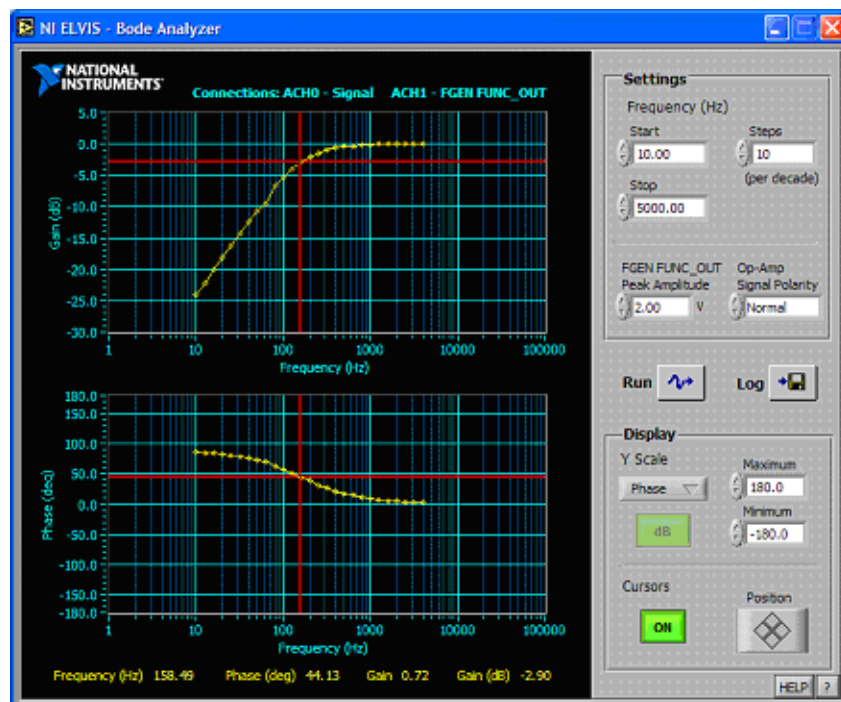 NI ELVIS - Bode Analyzer
NATIONAL
INSTRUMENTS
Connections: ACH0 - Signal ACH1 - FGEN FUNC_OUT
5.0
0.0
-5.0
-10.0
-15.0
-20.0
-25.0
-30.0
Gain (dB)
1 10 100 1000 10000 100000
Frequency (Hz)
180.0
150.0
100.0
50.0
0.0
-50.0
-100.0
-150.0
-180.0
Phase (deg)
1 10 100 1000 10000 100000
Frequency (Hz)
Frequency (Hz) 158.49 Phase (deg) 44.13 Gain 0.72 Gain (dB) -2.90
Settings
Frequency (Hz)
Start Steps
10.00 10
Stop (per decade)
5000.00
FGEN FUNC_OUT Op-Amp
Peak Amplitude Signal Polarity
2.00 V Normal
Run Log
Display
Y Scale Maximum
Phase 180.0
Minimum
dB -180.0
Cursors Position
ON
HELP ?